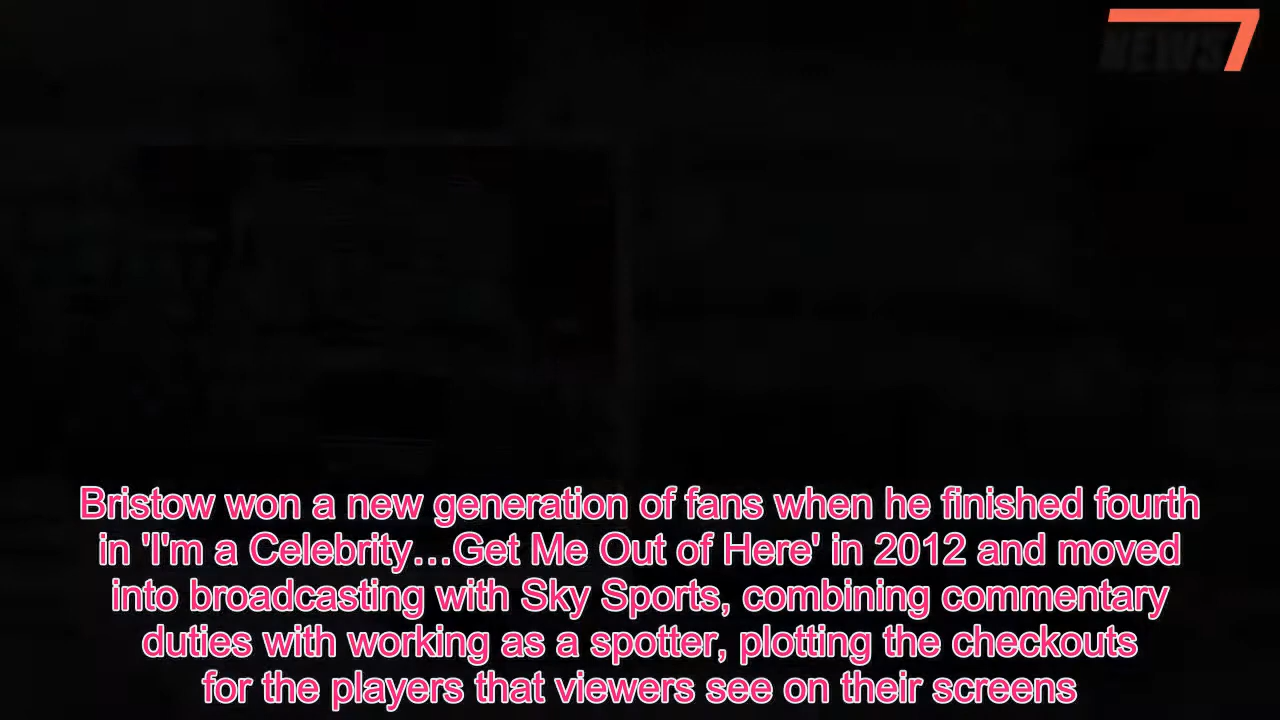 NEWS7
Bristow won a new generation of fans when he finished fourth
in 'I'm a Celebrity…Get Me Out of Here' in 2012 and moved
into broadcasting with Sky Sports, combining commentary
duties with working as a spotter, plotting the checkouts
for the players that viewers see on their screens